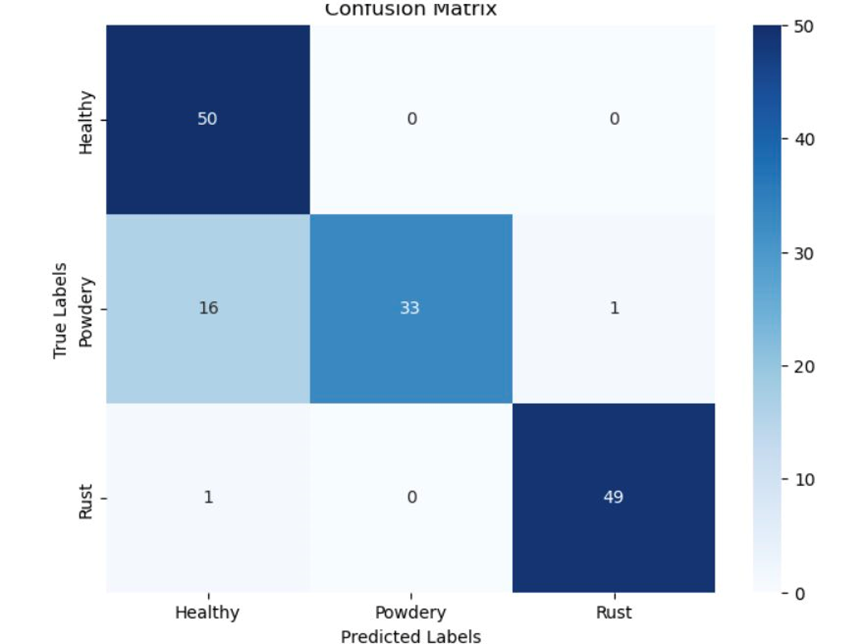 Confusion Matrix
50
40
30
20
10
0
True Labels
Healthy
50 0 0
Powdery
16 33 1
Rust
1 0 49
Healthy Powdery Rust
Predicted Labels